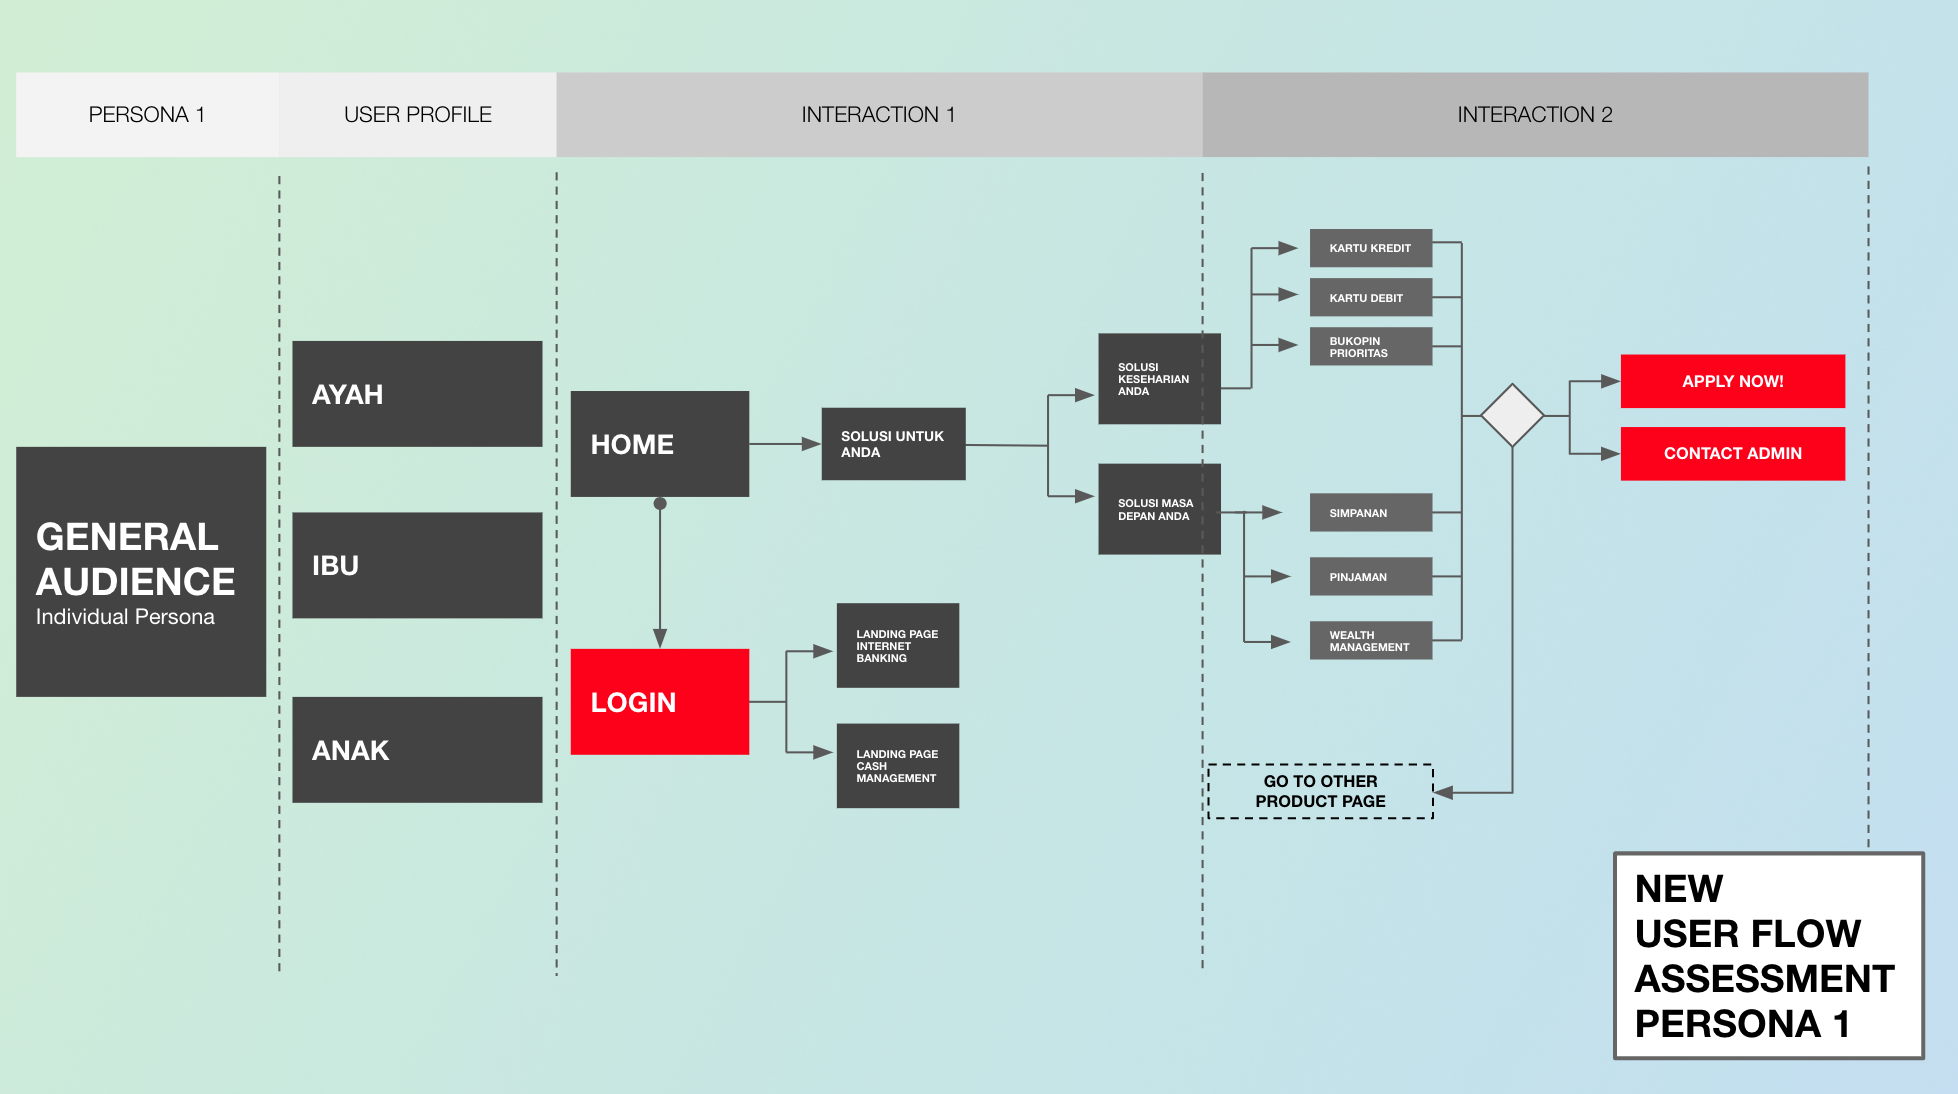 PERSONA 1
USER PROFILE
INTERACTION 1
INTERACTION 2
GENERAL
AUDIENCE
Individual Persona
AYAH
IBU
ANAK
HOME
LOGIN
SOLUSI UNTUK
ANDA
LANDING PAGE
INTERNET
BANKING
LANDING PAGE
CASH
MANAGEMENT
SOLUSI
KESEHARIAN
ANDA
SOLUSI MASA
DEPAN ANDA
KARTU KREDIT
KARTU DEBIT
BUKOPIN
PRIORITAS
SIMPANAN
PINJAMAN
WEALTH
MANAGEMENT
APPLY NOW!
CONTACT ADMIN
GO TO OTHER
PRODUCT PAGE
NEW
USER FLOW
ASSESSMENT
PERSONA 1